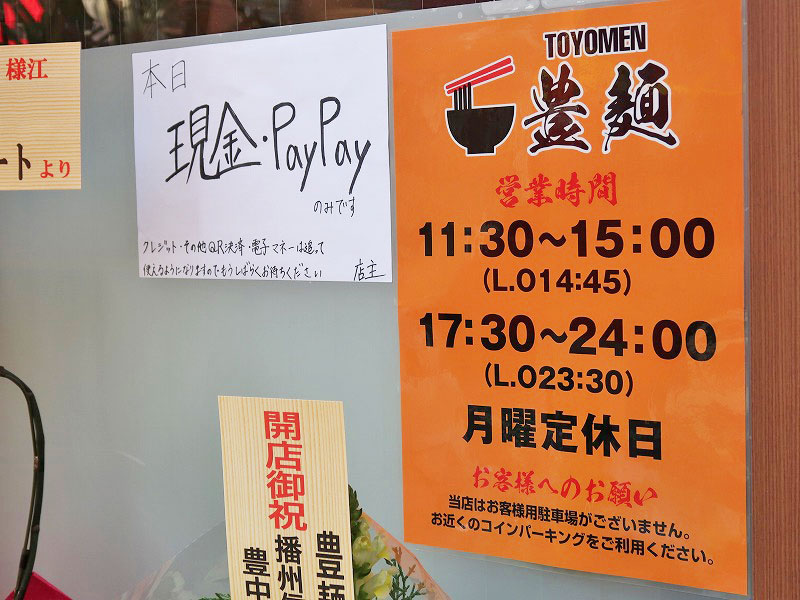 様江
ートより
本日
現金・PayPay
のみです
クレジット・その他QR決済・電子マネーは追って
使えるようになりますのでもうしばらくお待ちください
店主
TOYOMEN
豊麺
営業時間
11:30~15:00
(L.O14:45)
17:30~24:00
(L.O23:30)
月曜定休日
お客様へのお願い
当店はお客様用駐車場がございません。
お近くのコインパーキングをご利用ください。
開店御祝
豊麺
播州
豊中